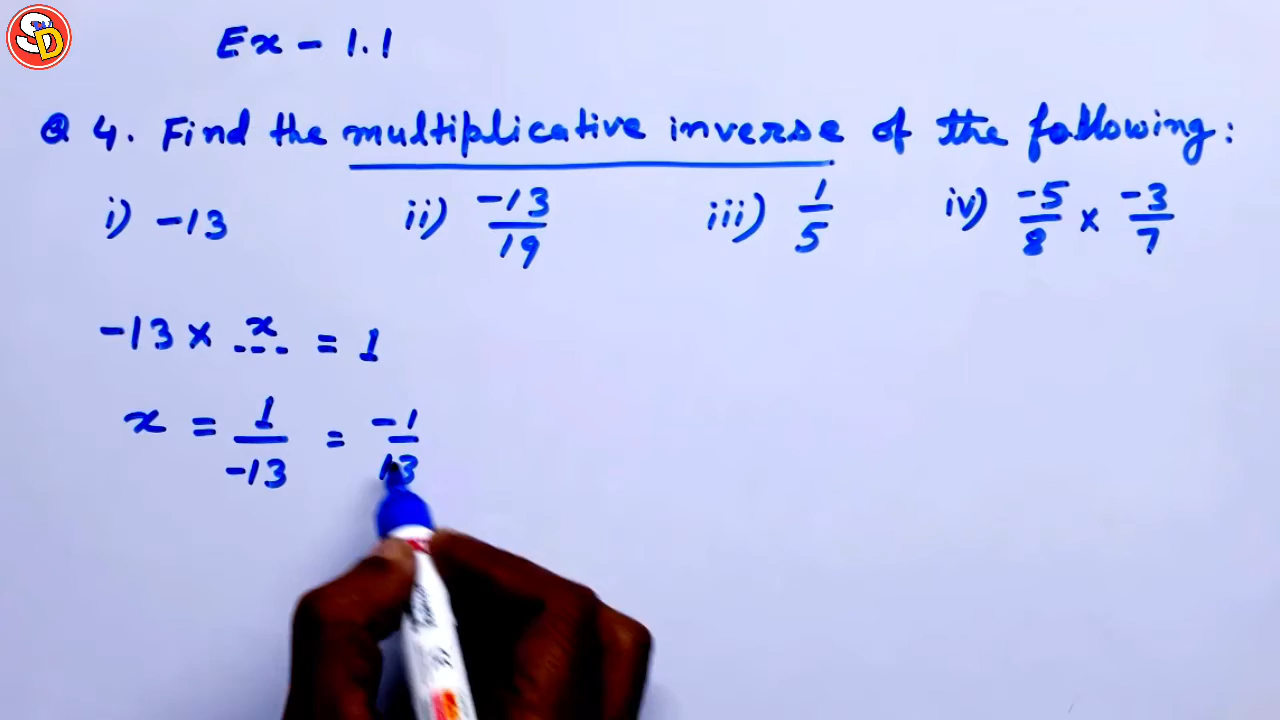 SD
Ex - 1.1
Q 4. Find the multiplicative inverse of the following:
i) -13 ii) -13/19 iii) 1/5 iv) -5/8 × -3/7
-13 × x = 1
x = 1/-13 = -1/13